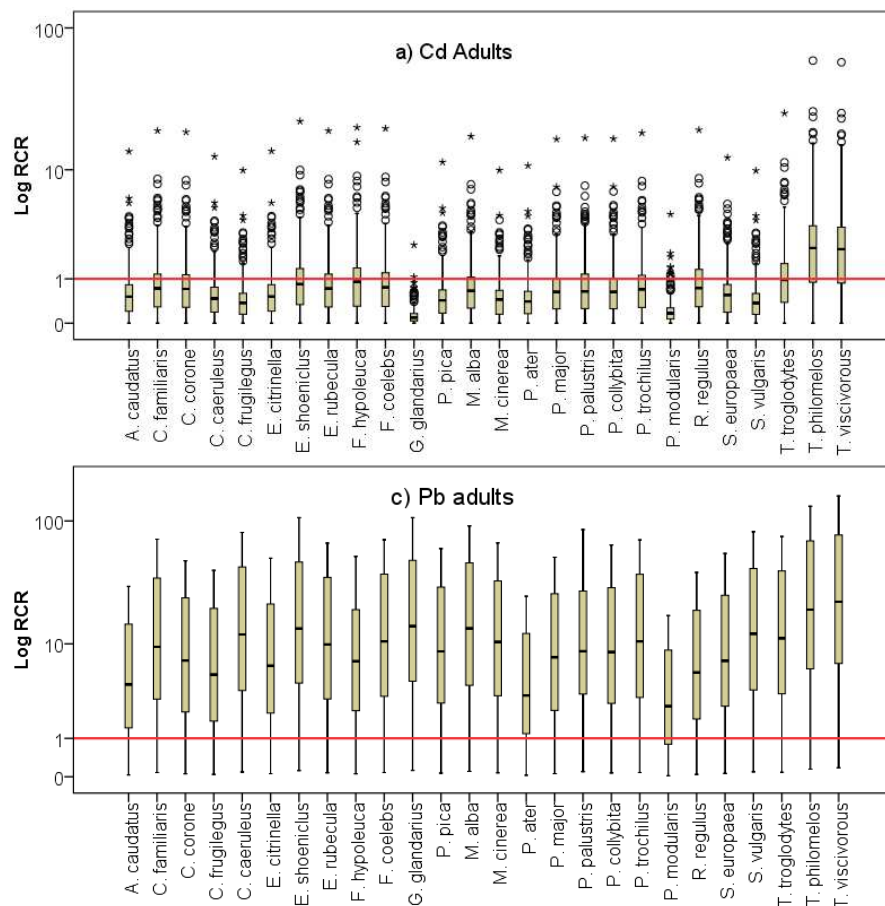 a) Cd Adults
Log RCR
100
10
1
0
A. caudatus
C. familiaris
C. corone
C. caeruleus
C. frugilegus
E. citrinella
E. shoeniclus
E. rubecula
F. hypoleuca
F. coelebs
G. glandarius
P. pica
M. alba
M. cinerea
P. ater
P. major
P. palustris
P. collybita
P. trochilus
P. modularis
R. regulus
S. europaea
S. vulgaris
T. troglodytes
T. philomelos
T. viscivorous
c) Pb adults
Log RCR
100
10
1
0
A. caudatus
C. familiaris
C. corone
C. frugilegus
C. caeruleus
E. citrinella
E. shoeniclus
E. rubecula
F. hypoleuca
F. coelebs
G. glandarius
P. pica
M. alba
M. cinerea
P. ater
P. major
P. palustris
P. collybita
P. trochilus
P. modularis
R. regulus
S. europaea
S. vulgaris
T. troglodytes
T. philomelos
T. viscivorous